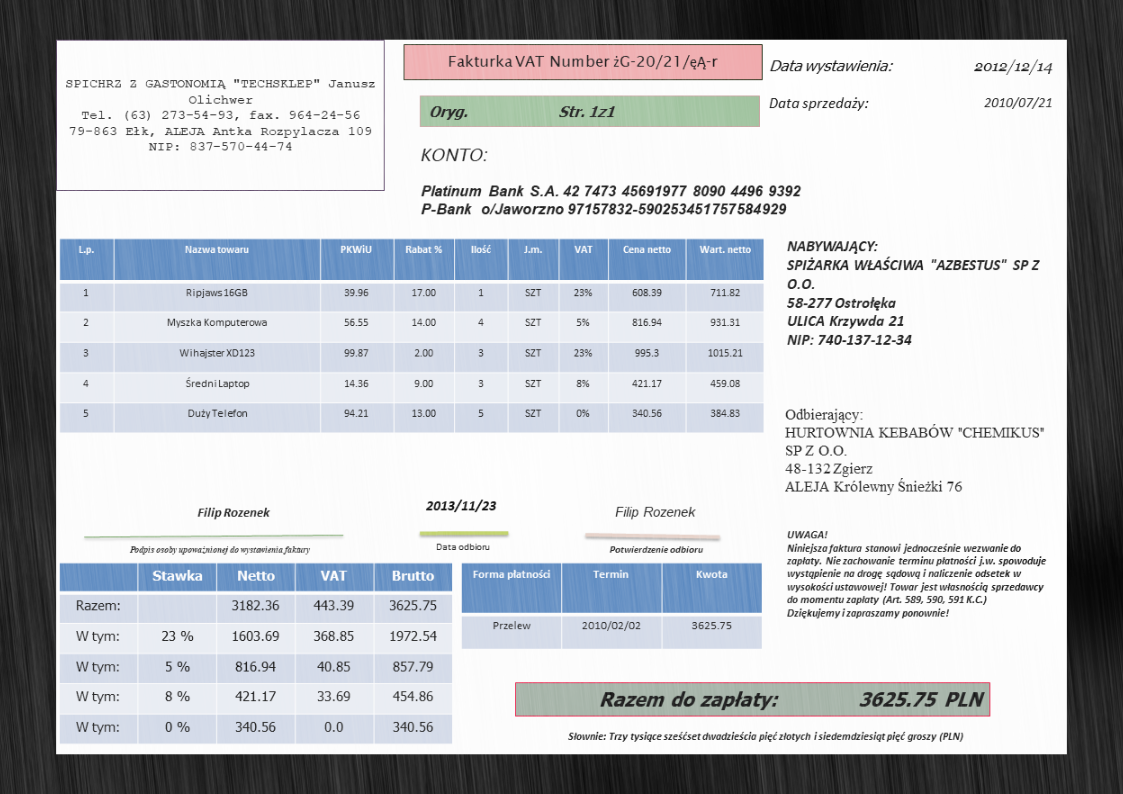 SPICHRZ Z GASTONOMIĄ "TECHSKLEP" Janusz
Olichwer
Tel. (63) 273-54-93, fax. 964-24-56
79-863 Ełk, ALEJA Antka Rozpylacza 109
NIP: 837-570-44-74
Fakturka VAT Number żG-20/21/ęĄ-r
Oryg. Str. 1z1
Data wystawienia: 2012/12/14
Data sprzedaży: 2010/07/21
KONTO:
Platinum Bank S.A. 42 7473 45691977 8090 4496 9392
P-Bank o/Jaworzno 97157832-590253451757584929
L.p. Nazwa towaru PKWiU Rabat % Ilość J.m. VAT Cena netto Wart. netto
1 Ripjaws 16GB 39.96 17.00 1 SZT 23% 608.39 711.82
2 Myszka Komputerowa 56.55 14.00 4 SZT 5% 816.94 931.31
3 Wihajster XD123 99.87 2.00 3 SZT 23% 995.3 1015.21
4 Średni Laptop 14.36 9.00 3 SZT 8% 421.17 459.08
5 Duży Telefon 94.21 13.00 5 SZT 0% 340.56 384.83
NABYWAJĄCY:
SPIŻARKA WŁAŚCIWA "AZBESTUS" SP Z
O.O.
58-277 Ostrołęka
ULICA Krzywda 21
NIP: 740-137-12-34
Odbierający:
HURTOWNIA KEBABÓW "CHEMIKUS"
SP Z O.O.
48-132 Zgierz
ALEJA Królewny Śnieżki 76
Filip Rozenek
Podpis osoby upoważnionej do wystawienia faktury
2013/11/23
Data odbioru
Filip Rozenek
Potwierdzenie odbioru
UWAGA!
Niniejsza faktura stanowi jednocześnie wezwanie do
zapłaty. Nie zachowanie terminu płatności j.w. spowoduje
wystąpienie na drogę sądową i naliczenie odsetek w
wysokości ustawowej! Towar jest własnością sprzedawcy
do momentu zapłaty (Art. 589, 590, 591 K.C.)
Dziękujemy i zapraszamy ponownie!
Stawka Netto VAT Brutto
Razem: 3182.36 443.39 3625.75
W tym: 23 % 1603.69 368.85 1972.54
W tym: 5 % 816.94 40.85 857.79
W tym: 8 % 421.17 33.69 454.86
W tym: 0 % 340.56 0.0 340.56
Forma płatności Termin Kwota
Przelew 2010/02/02 3625.75
Razem do zapłaty: 3625.75 PLN
Słownie: Trzy tysiące sześćset dwadzieścia pięć złotych i siedemdziesiąt pięć groszy (PLN)